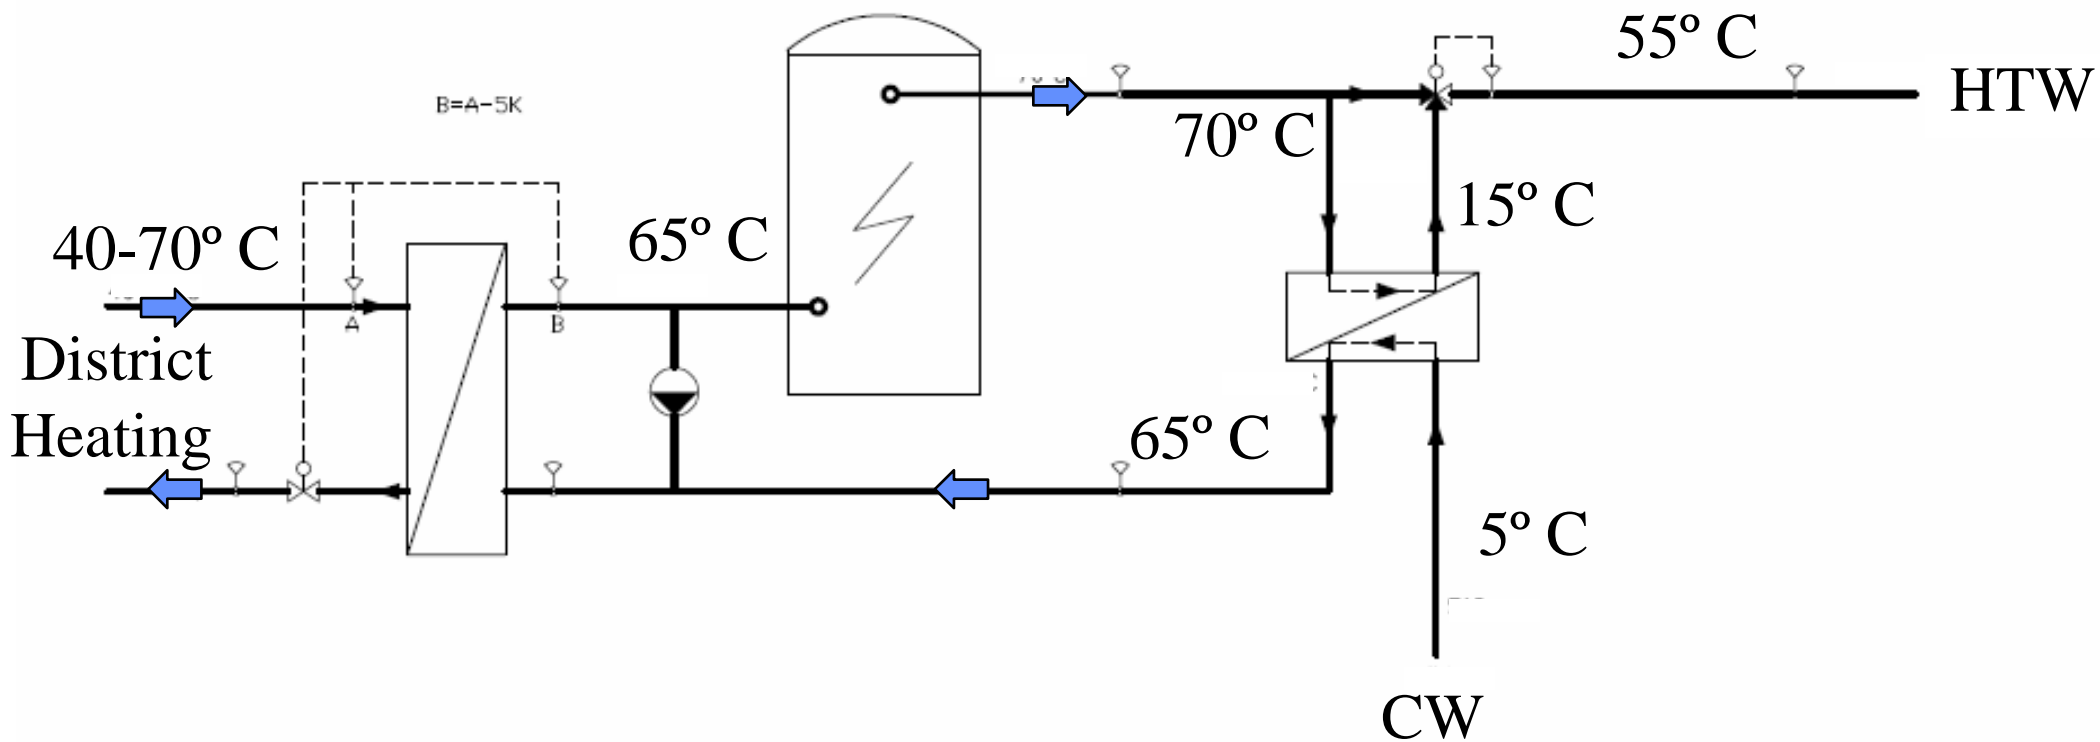 55º C
HTW
B=A-5K
70º C
15º C
65º C
40-70º C
A
B
District
Heating
65º C
5º C
CW